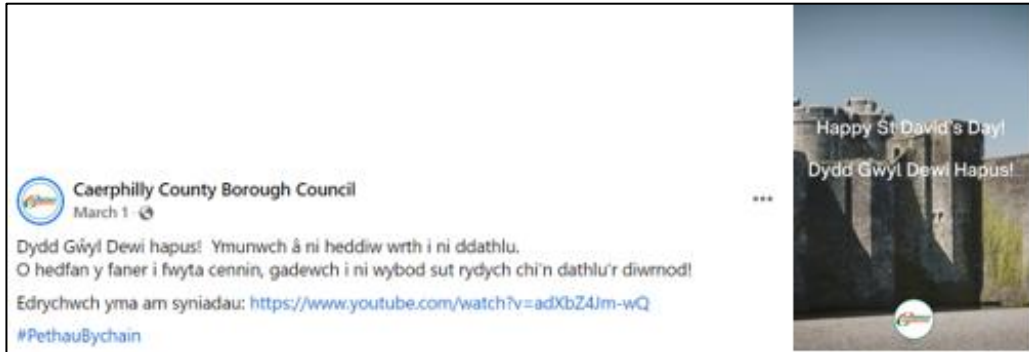 Caerphilly County Borough Council
March 1 ·
Dydd Gŵyl Dewi hapus! Ymunwch â ni heddiw wrth i ni ddathlu.
O hedfan y faner i fwyta cennin, gadewch i ni wybod sut rydych chi'n dathlu'r diwrnod!
Edrychwch yma am syniadau: https://www.youtube.com/watch?v=adXbZ4Jm-wQ
#PethauBychain
Happy St David's Day!
Dydd Gwyl Dewi Hapus!